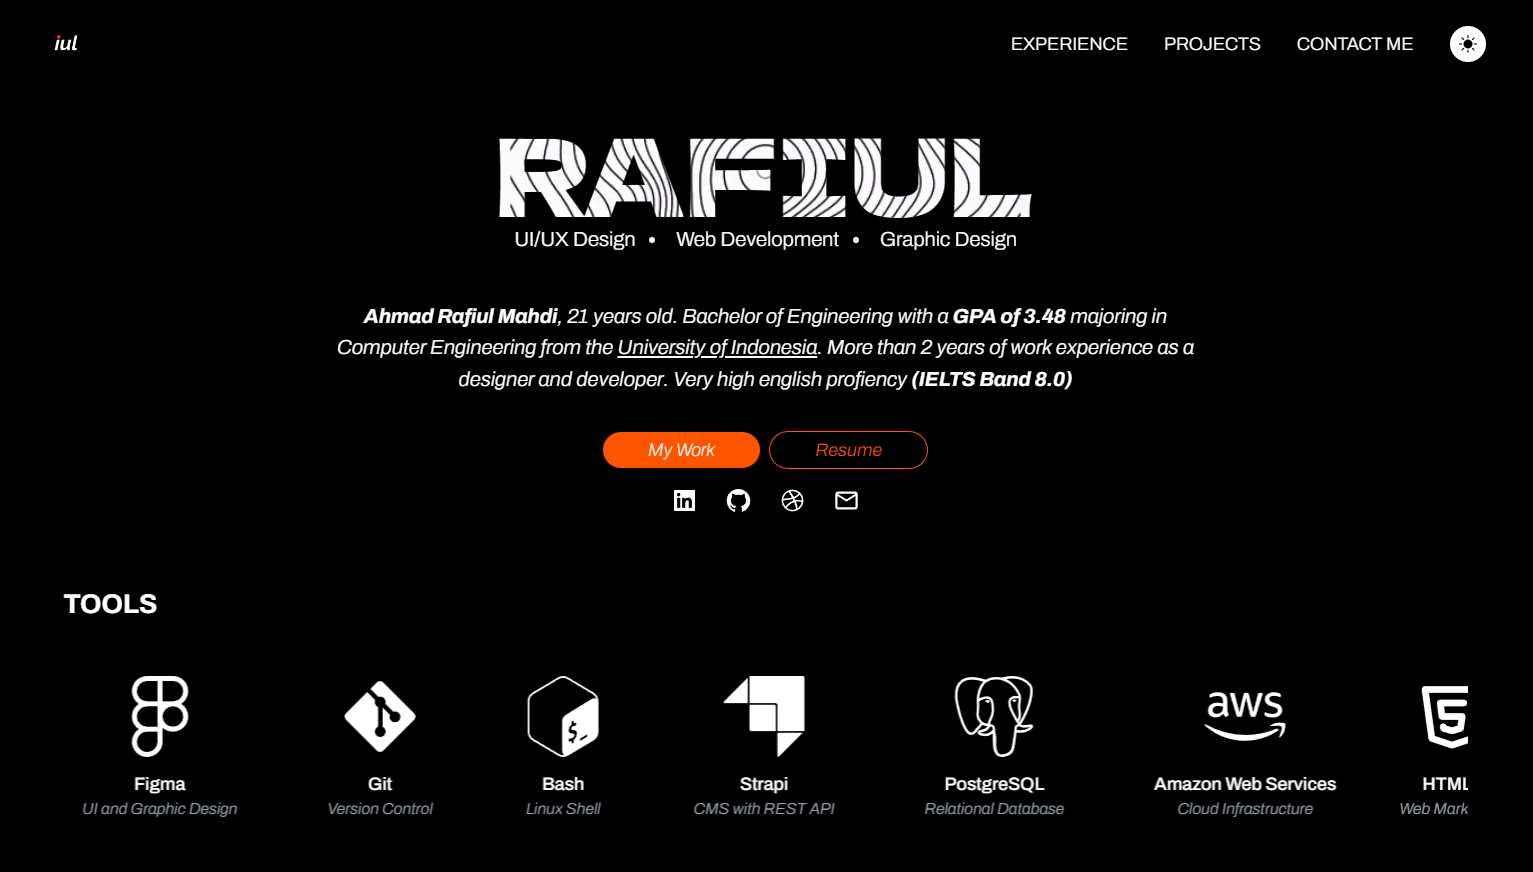 iul
EXPERIENCE PROJECTS CONTACT ME
RAFIUL
UI/UX Design • Web Development • Graphic Design
Ahmad Rafiul Mahdi, 21 years old. Bachelor of Engineering with a GPA of 3.48 majoring in
Computer Engineering from the University of Indonesia. More than 2 years of work experience as a
designer and developer. Very high english profiency (IELTS Band 8.0)
My Work Resume
in
TOOLS
$_
aws
5
Figma Git Bash Strapi PostgreSQL Amazon Web Services HTML
UI and Graphic Design Version Control Linux Shell CMS with REST API Relational Database Cloud Infrastructure Web Mark